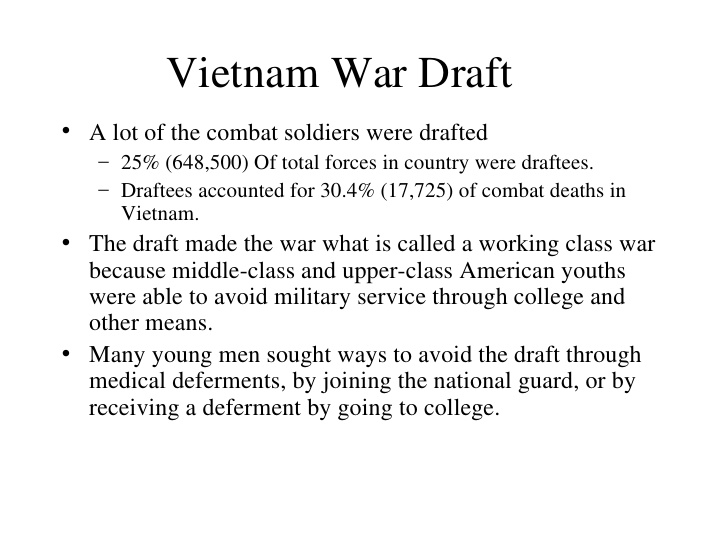 Vietnam War Draft
• A lot of the combat soldiers were drafted
– 25% (648,500) Of total forces in country were draftees.
– Draftees accounted for 30.4% (17,725) of combat deaths in
Vietnam.
• The draft made the war what is called a working class war
because middle-class and upper-class American youths
were able to avoid military service through college and
other means.
• Many young men sought ways to avoid the draft through
medical deferments, by joining the national guard, or by
receiving a deferment by going to college.